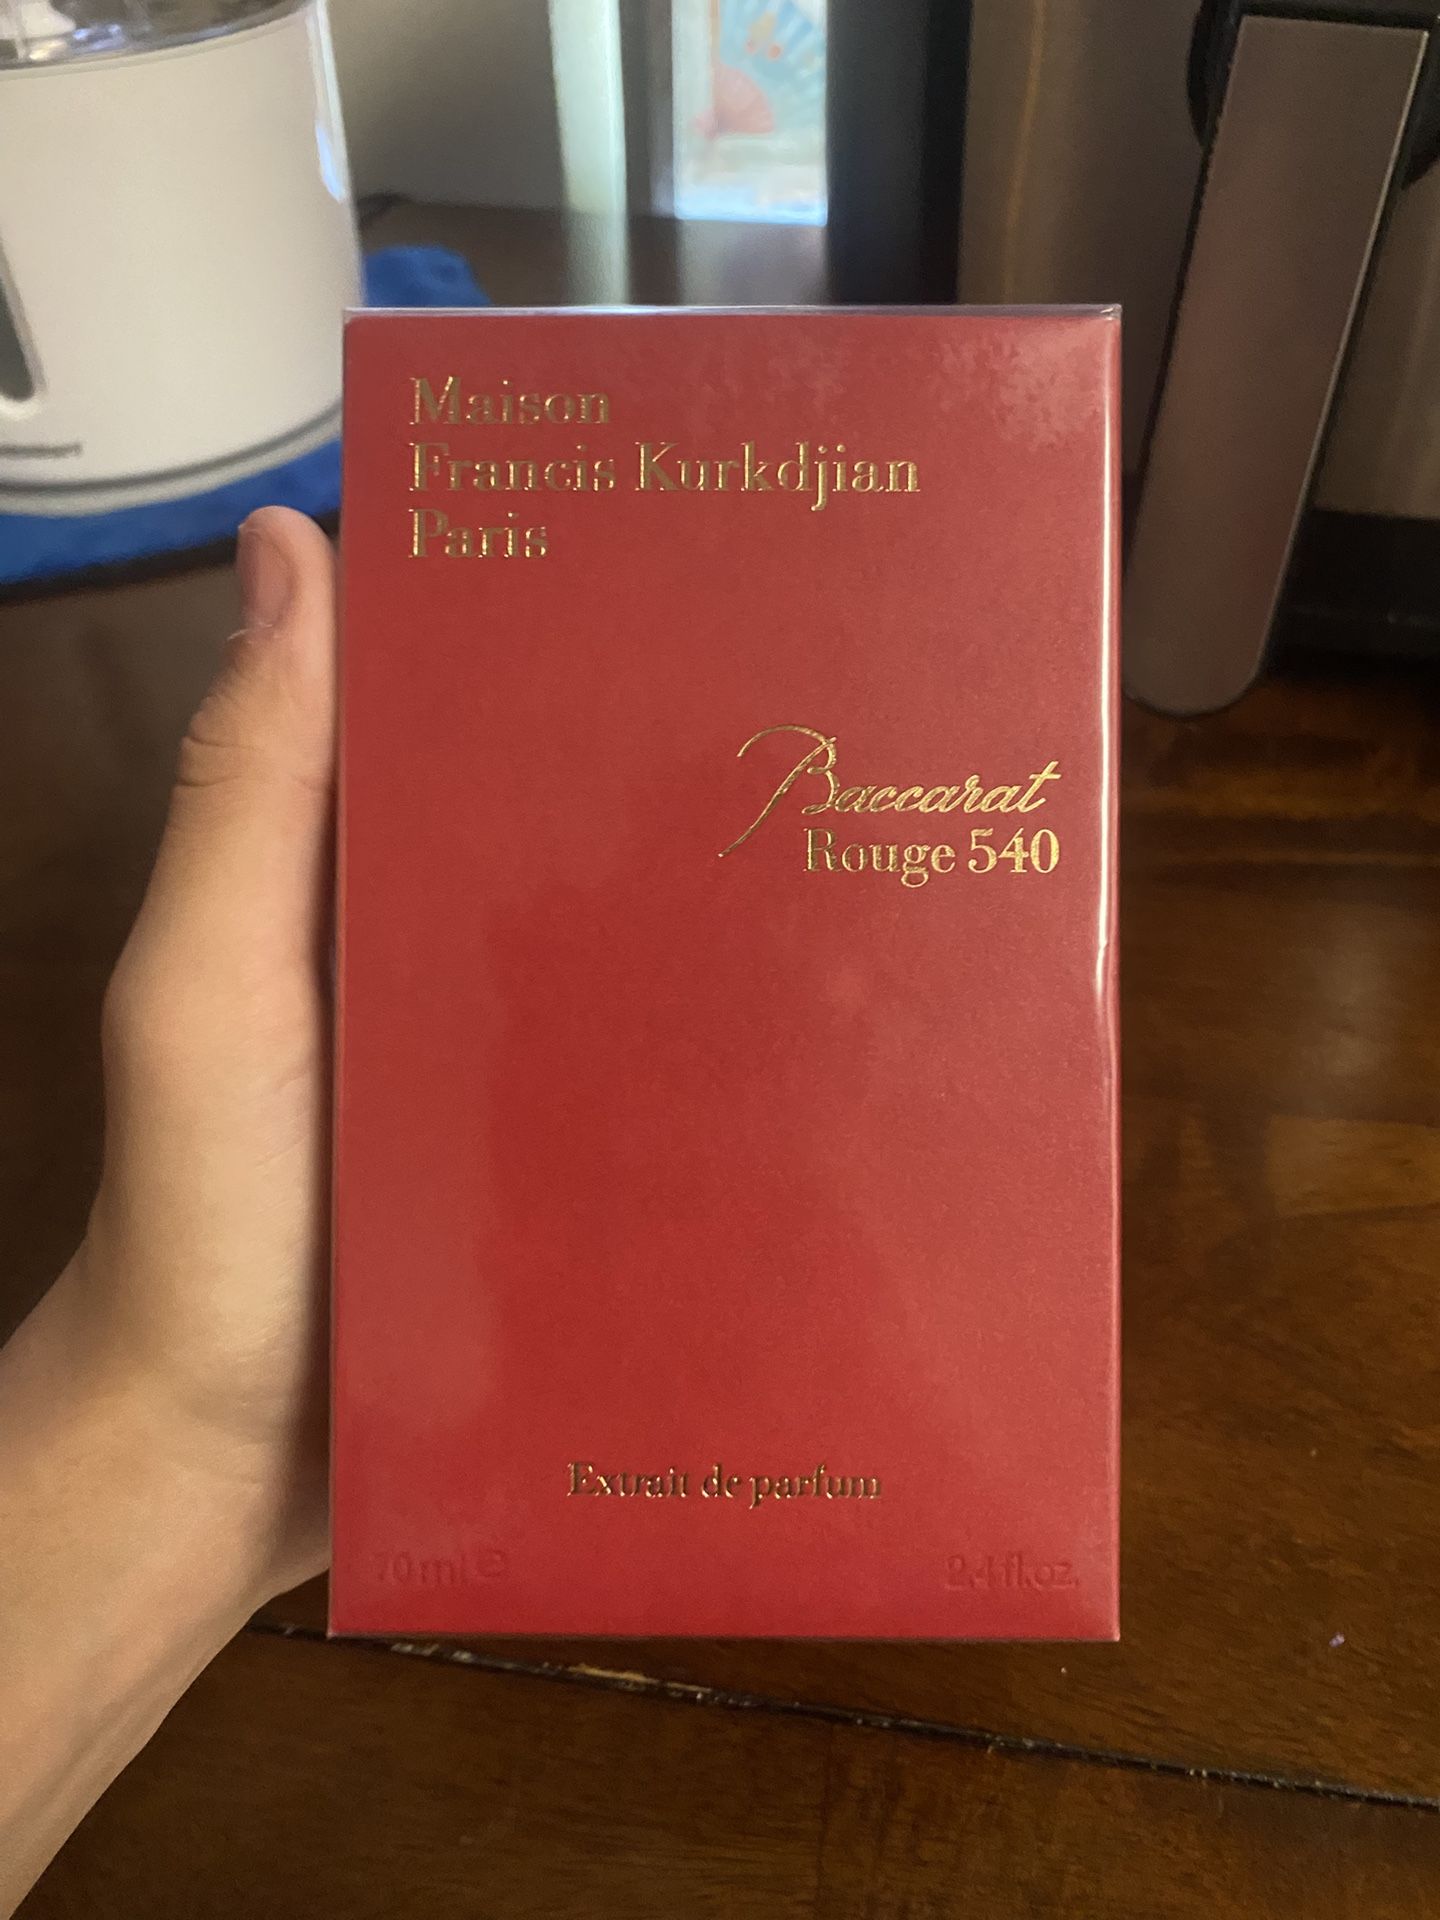 Maison
Francis Kurkdjian
Paris
Baccarat
Rouge 540
Extrait de parfum
70 ml ℮ 2.4 fl.oz.